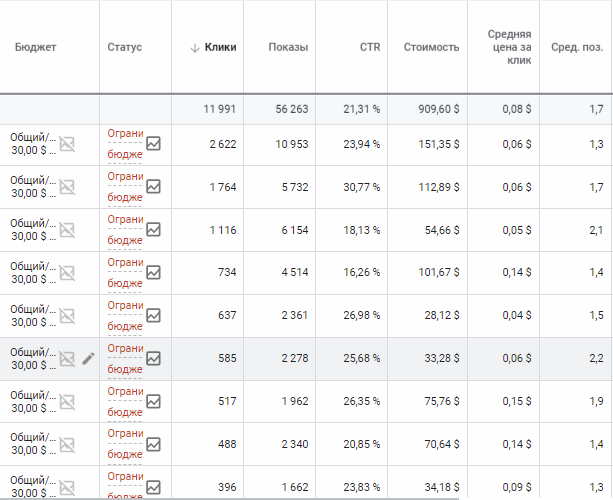 Бюджет Статус Клики Показы CTR Стоимость Средняя цена за клик Сред. поз.
11 991 56 263 21,31 % 909,60 $ 0,08 $ 1,7
Общий/... Ограни
30,00 $ ... бюдже 2 622 10 953 23,94 % 151,35 $ 0,06 $ 1,3
Общий/... Ограни
30,00 $ ... бюдже 1 764 5 732 30,77 % 112,89 $ 0,06 $ 1,7
Общий/... Ограни
30,00 $ ... бюдже 1 116 6 154 18,13 % 54,66 $ 0,05 $ 2,1
Общий/... Ограни
30,00 $ ... бюдже 734 4 514 16,26 % 101,67 $ 0,14 $ 1,4
Общий/... Ограни
30,00 $ ... бюдже 637 2 361 26,98 % 28,12 $ 0,04 $ 1,5
Общий/... Ограни
30,00 $ ... бюдже 585 2 278 25,68 % 33,28 $ 0,06 $ 2,2
Общий/... Ограни
30,00 $ ... бюдже 517 1 962 26,35 % 75,76 $ 0,15 $ 1,9
Общий/... Ограни
30,00 $ ... бюдже 488 2 340 20,85 % 70,64 $ 0,14 $ 1,4
Общий/... Ограни
30,00 $ ... бюдже 396 1 662 23,83 % 34,18 $ 0,09 $ 1,3